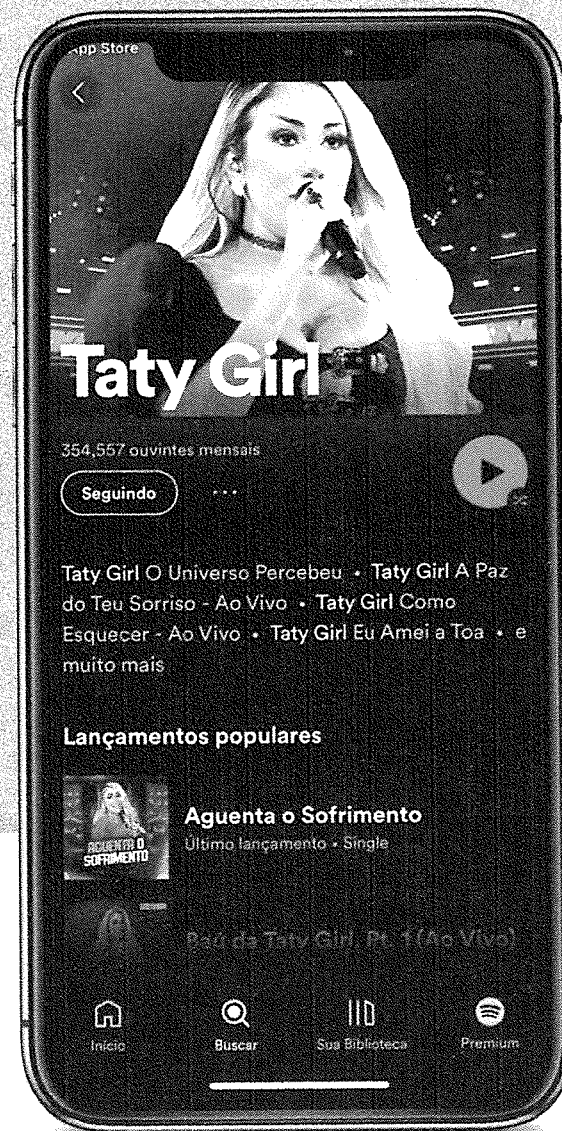 App Store
Taty Girl
354,557 ouvintes mensais
Seguindo
Taty Girl O Universo Percebeu • Taty Girl A Paz
do Teu Sorriso - Ao Vivo • Taty Girl Como
Esquecer - Ao Vivo • Taty Girl Eu Amei a Toa • e
muito mais
Lançamentos populares
AGUENTA O
SOFRIMENTO
Aguenta o Sofrimento
Último lançamento • Single
Baú da Taty Girl, Pt. 1 (Ao Vivo)
Início
Buscar
Sua Biblioteca
Premium